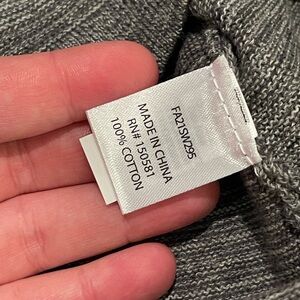 FA21SW295
MADE IN CHINA
RN# 150581
100% COTTON